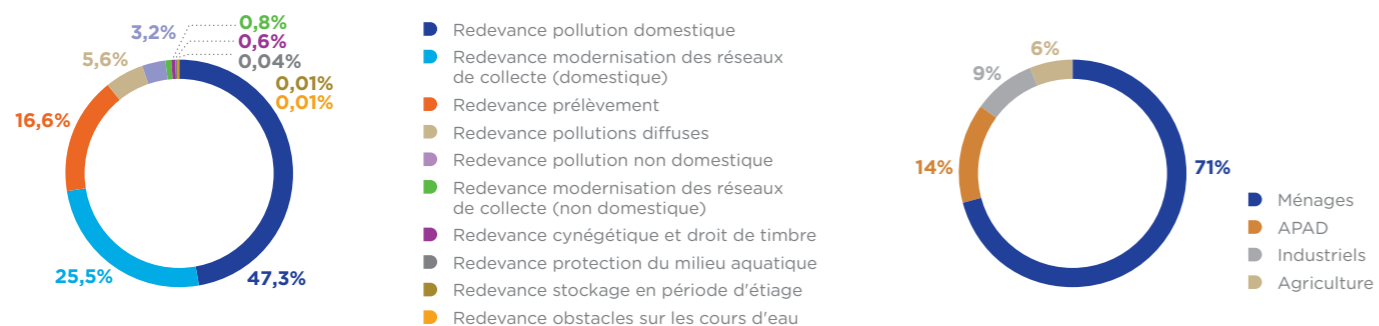 0,8%
3,2%
0,6%
5,6%
0,04%
0,01%
0,01%
16,6%
25,5%
47,3%
Redevance pollution domestique
Redevance modernisation des réseaux
de collecte (domestique)
Redevance prélèvement
Redevance pollutions diffuses
Redevance pollution non domestique
Redevance modernisation des réseaux
de collecte (non domestique)
Redevance cynégétique et droit de timbre
Redevance protection du milieu aquatique
Redevance stockage en période d'étiage
Redevance obstacles sur les cours d'eau
6%
9%
14%
71%
Ménages
APAD
Industriels
Agriculture